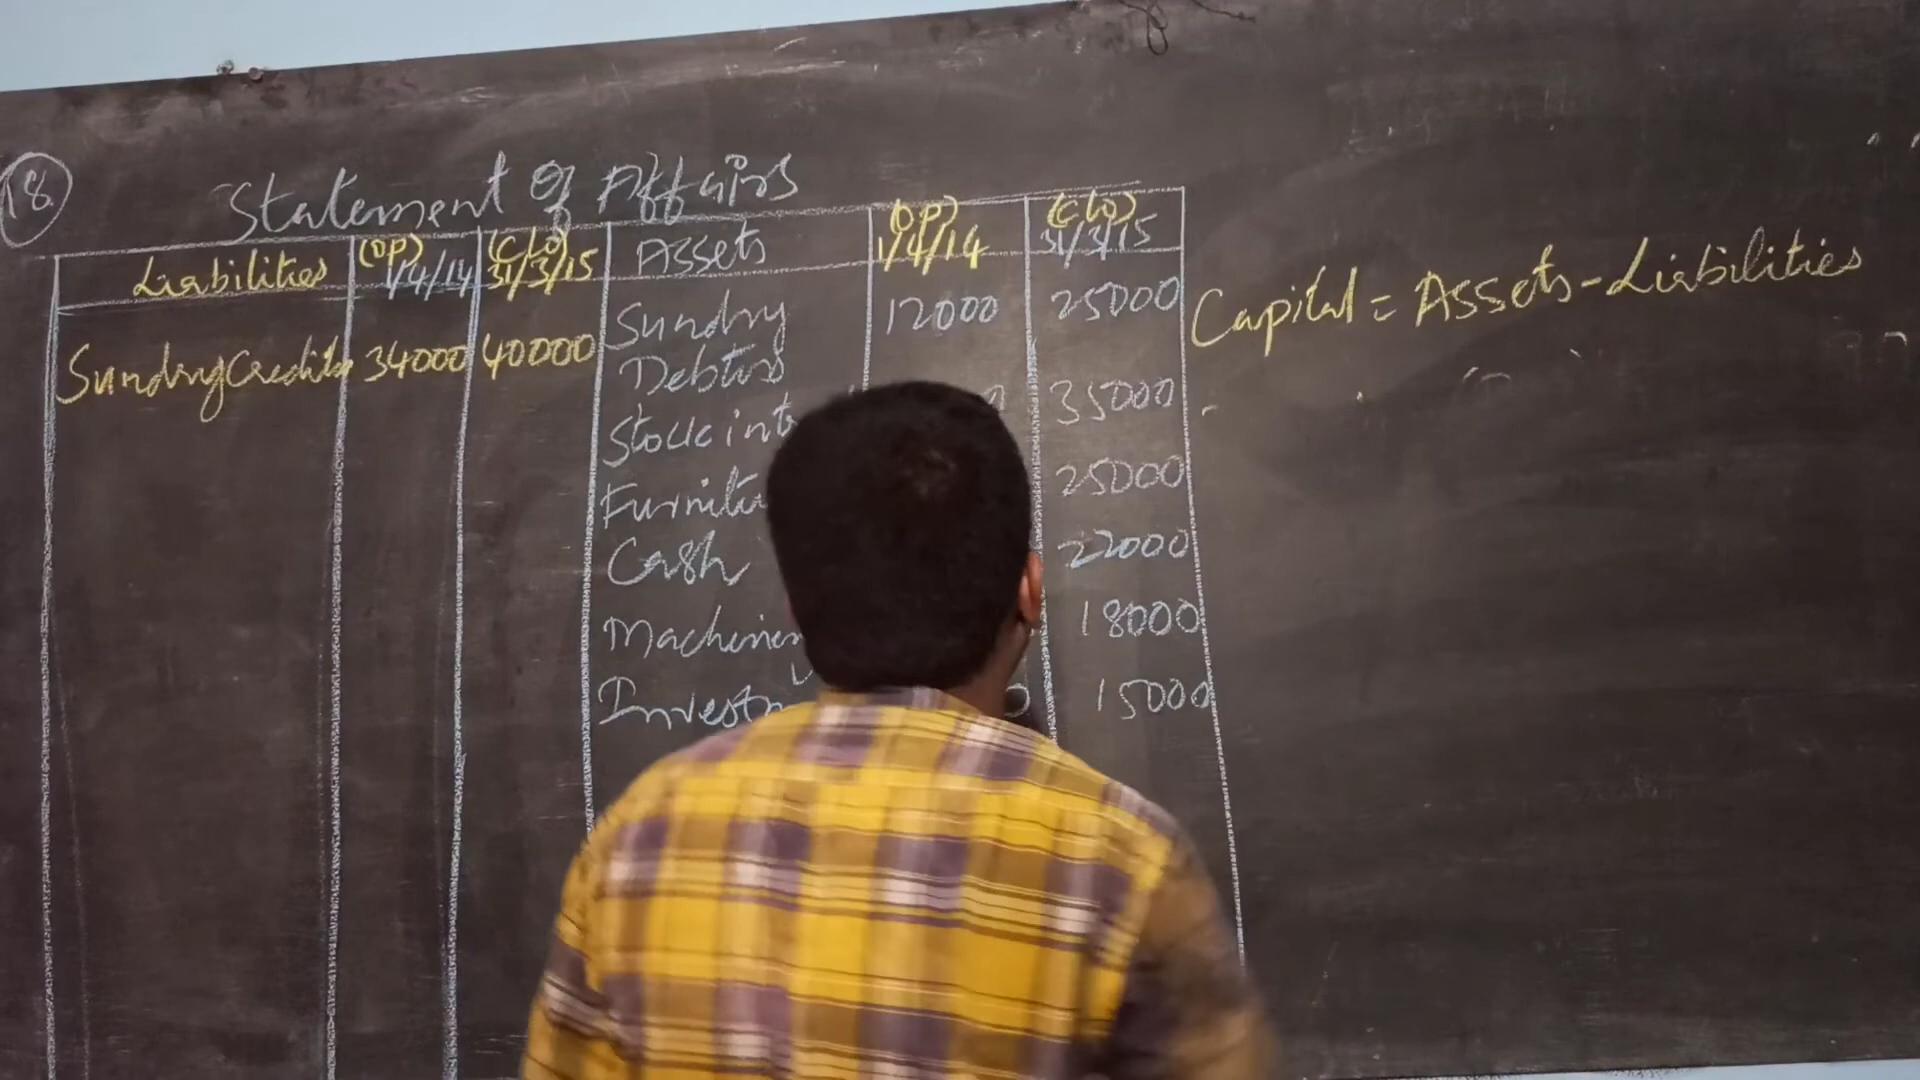 18
Statement Of Affairs
Liabilities (OP) 1/4/14 (Clo) 31/3/15 Assets (OP) 1/4/14 (Clo) 31/3/15
Sundry Debtors 12000 25000
Sundry Creditors 34000 40000
Stock 35000
25000
Cash 22000
18000
15000
Capital = Assets - Liabilities